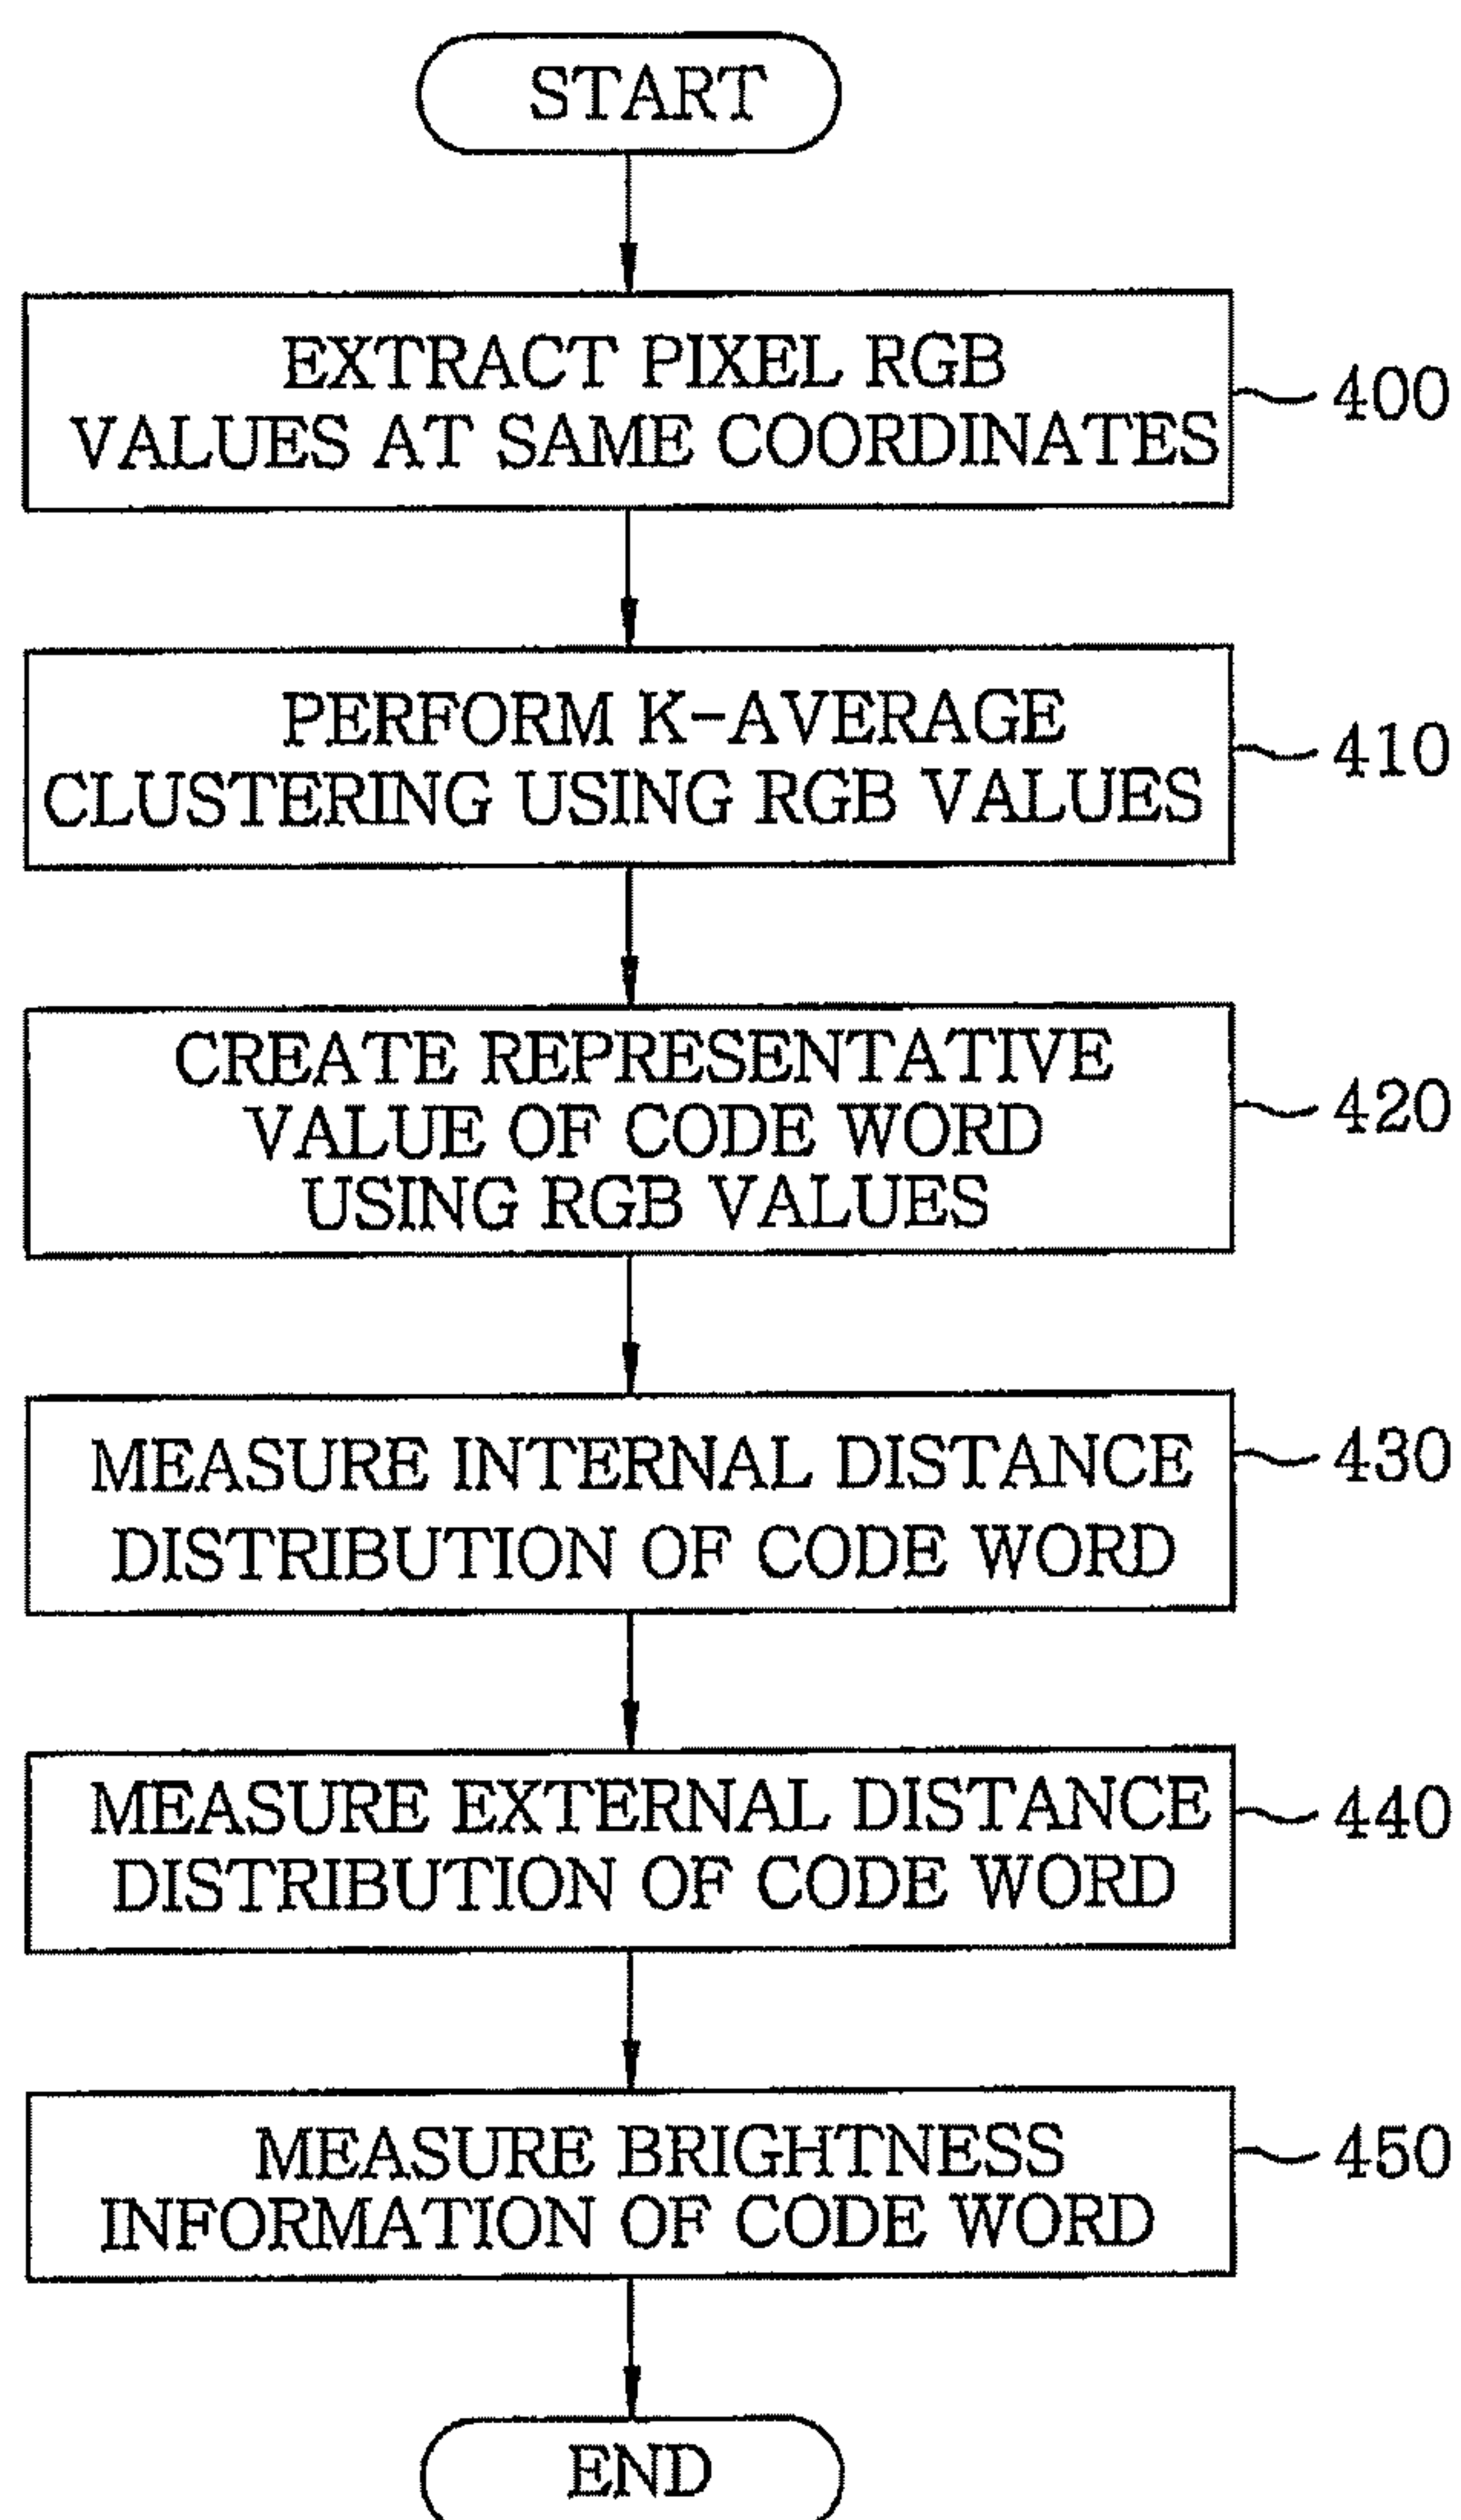 START
EXTRACT PIXEL RGB
VALUES AT SAME COORDINATES
400
PERFORM K-AVERAGE
CLUSTERING USING RGB VALUES
410
CREATE REPRESENTATIVE
VALUE OF CODE WORD
USING RGB VALUES
420
MEASURE INTERNAL DISTANCE
DISTRIBUTION OF CODE WORD
430
MEASURE EXTERNAL DISTANCE
DISTRIBUTION OF CODE WORD
440
MEASURE BRIGHTNESS
INFORMATION OF CODE WORD
450
END